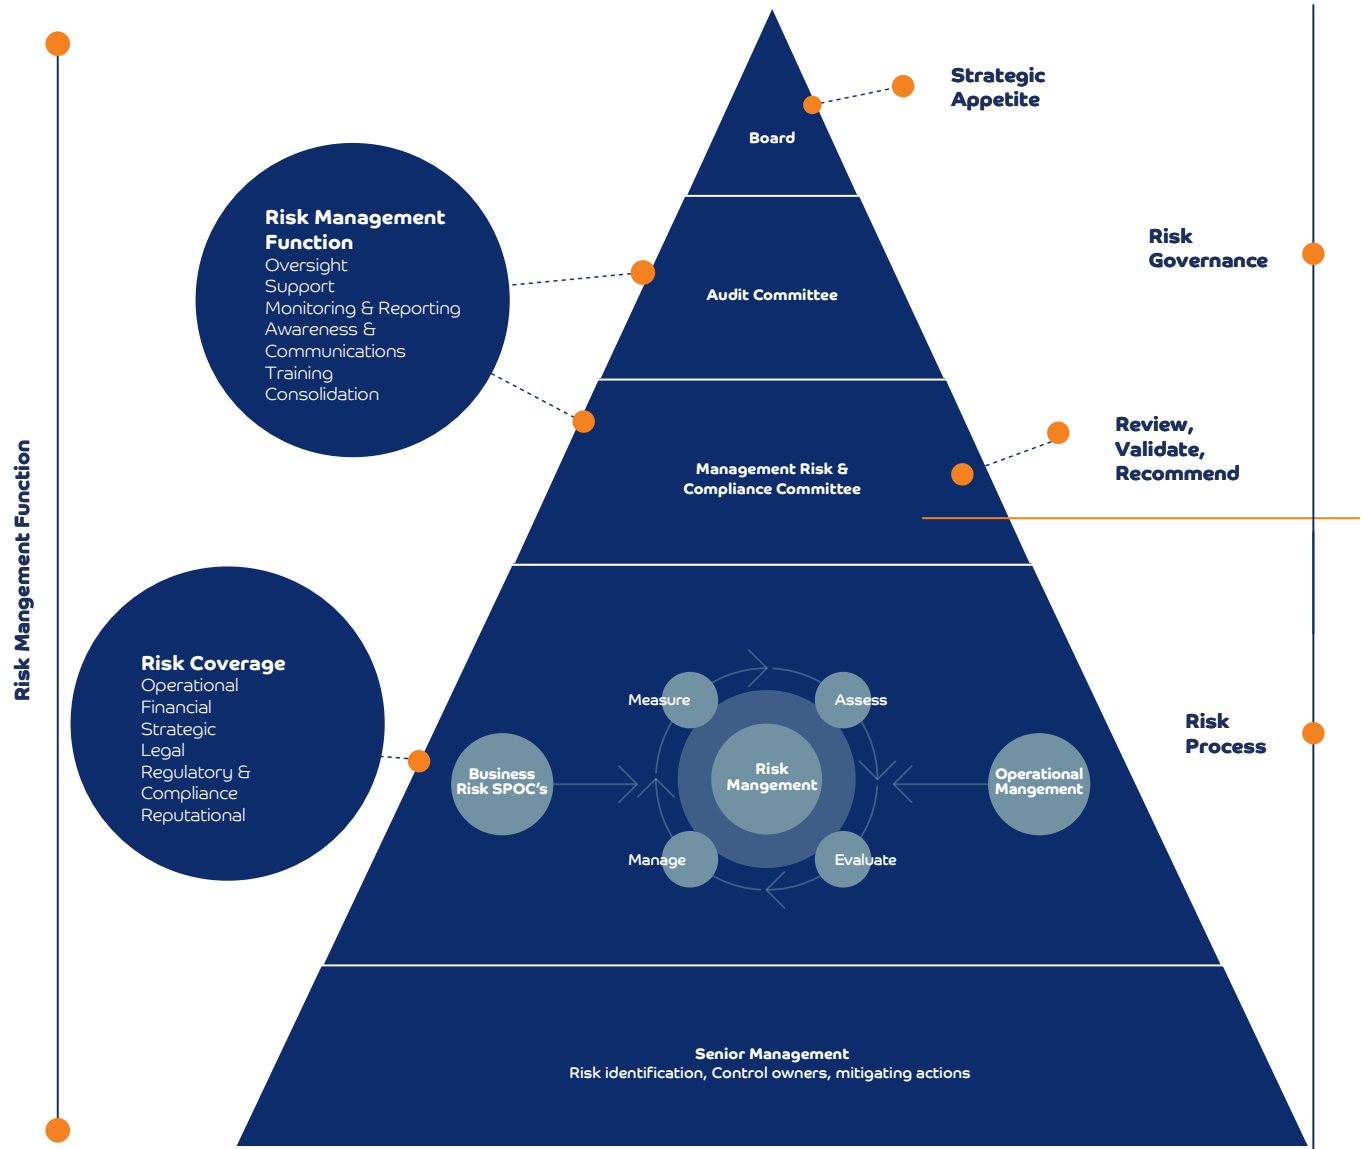 Strategic
Appetite
Board
Risk Management
Function
Oversight
Support
Monitoring & Reporting
Awareness &
Communications
Training
Consolidation
Risk
Governance
Audit Committee
Review,
Validate,
Recommend
Management Risk &
Compliance Committee
Risk Mangement Function
Risk Coverage
Operational
Financial
Strategic
Legal
Regulatory &
Compliance
Reputational
Measure
Assess
Business
Risk SPOC's
Risk
Mangement
Operational
Mangement
Manage
Evaluate
Risk
Process
Senior Management
Risk identification, Control owners, mitigating actions